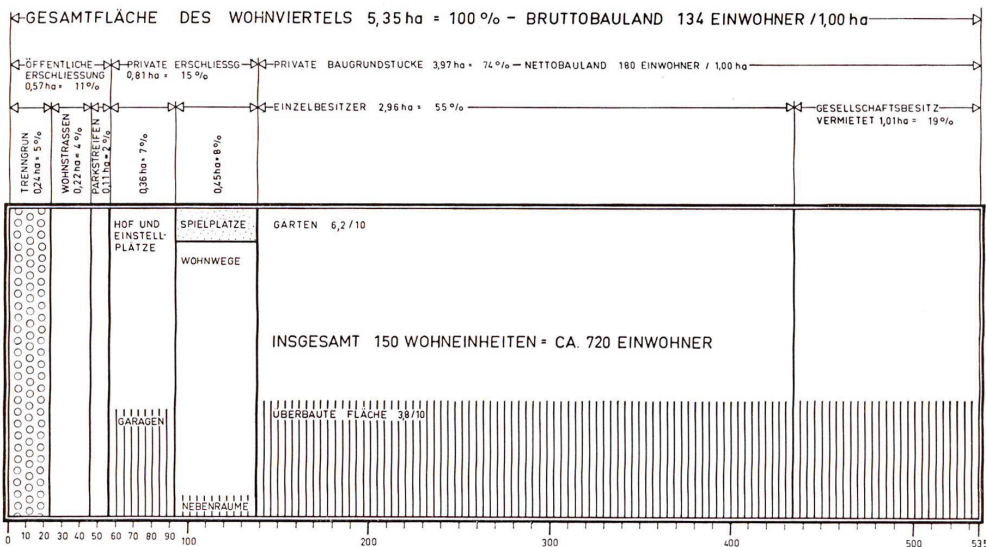 GESAMTFLÄCHE DES WOHNVIERTELS 5,35 ha = 100 % – BRUTTOBAULAND 134 EINWOHNER / 1,00 ha
ÖFFENTLICHE
ERSCHLIESSUNG
0,57 ha = 11 %
PRIVATE ERSCHLIESSG
0,81 ha = 15 %
PRIVATE BAUGRUNDSTÜCKE 3,97 ha = 74 % – NETTOBAULAND 180 EINWOHNER / 1,00 ha
EINZELBESITZER 2,96 ha = 55 %
GESELLSCHAFTSBESITZ
VERMIETET 1,01 ha = 19 %
TRENNGRÜN
0,24 ha = 5 %
WOHNSTRASSEN
0,22 ha = 4 %
PARKSTREIFEN
0,11 ha = 2 %
0,36 ha = 7 %
0,45 ha = 8 %
HOF UND
EINSTELL-
PLÄTZE
SPIELPLÄTZE
GÄRTEN 6,2/10
WOHNWEGE
INSGESAMT 150 WOHNEINHEITEN = CA. 720 EINWOHNER
GARAGEN
ÜBERBAUTE FLÄCHE 3,8/10
NEBENRÄUME
0 10 20 30 40 50 60 70 80 90 100 200 300 400 500 535